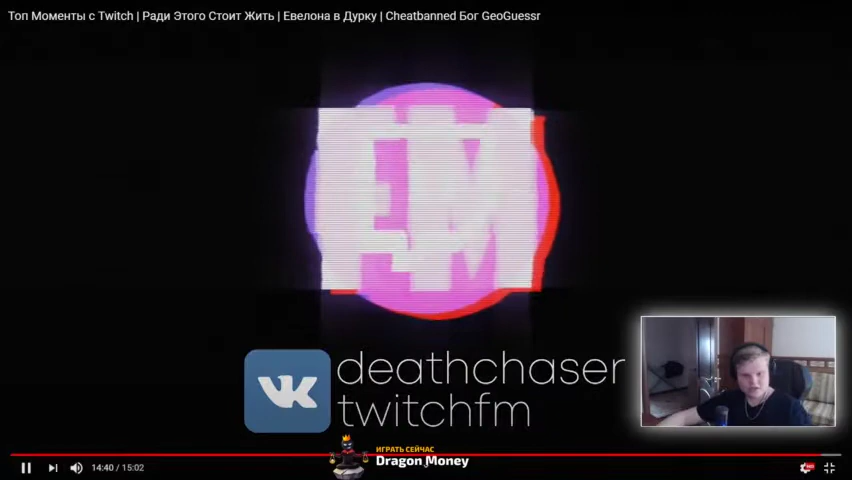 Топ Моменты с Twitch | Ради Этого Стоит Жить | Евелона в Дурку | Cheatbanned Бог GeoGuessr
deathchaser
twitchfm
ИГРАТЬ СЕЙЧАС
Dragon Money
14:40 / 15:02